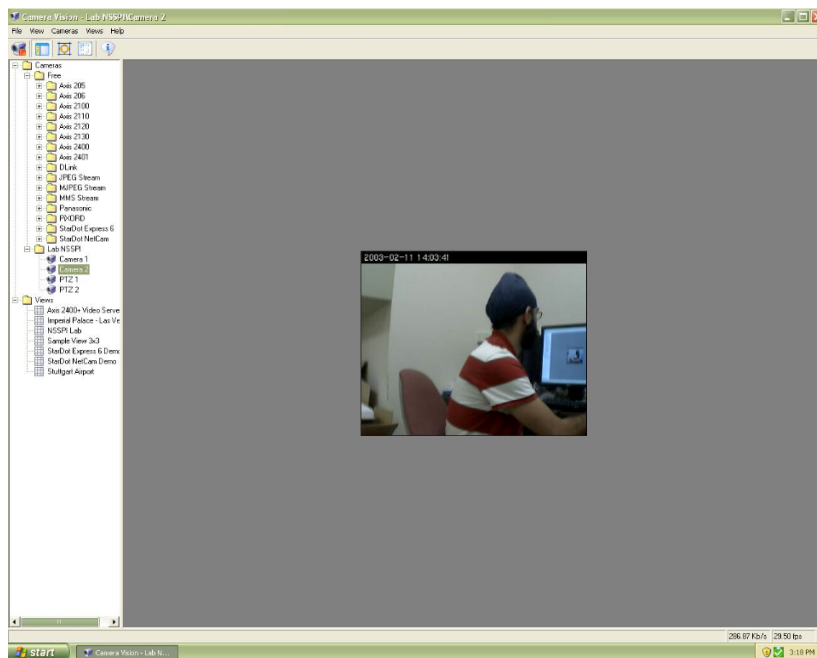 Camera Vision - Lab NSSPI\Camera 2
File View Cameras Views Help
Cameras
Free
Axis 205
Axis 206
Axis 2100
Axis 2110
Axis 2120
Axis 2130
Axis 2400
Axis 2401
DLink
JPEG Stream
MJPEG Stream
MMS Stream
Panasonic
PiXORD
StarDot Express 6
StarDot NetCam
Lab NSSPI
Camera 1
Camera 2
PTZ 1
PTZ 2
Views
Axis 2400+ Video Serve
Imperial Palace - Las Ve
NSSPI Lab
Sample View 3x3
StarDot Express 6 Demo
StarDot NetCam Demo
Stuttgart Airport
2003-02-11 14:03:41
286.87 Kb/s 29.50 fps
start Camera Vision - Lab N... 3:18 PM